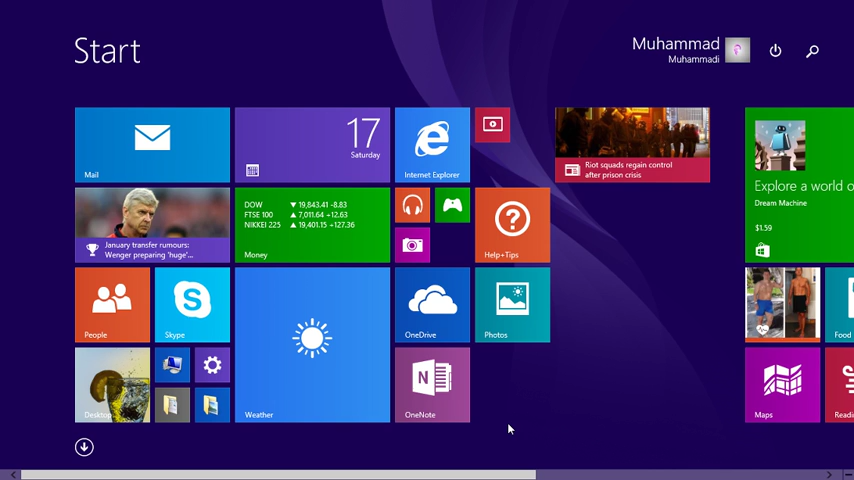 Start
Muhammad
Muhammadi
Mail
17
Saturday
Internet Explorer
Riot squads regain control
after prison crisis
Explore a world o
Dream Machine
$1.59
January transfer rumours:
Wenger preparing 'huge'...
DOW ▼ 19,843.41 -8.83
FTSE 100 ▲ 7,011.64 +12.63
NIKKEI 225 ▲ 19,401.15 +127.36
Money
Help+Tips
People
Skype
Weather
OneDrive
Photos
Food
Desktop
N
OneNote
Maps
Readi